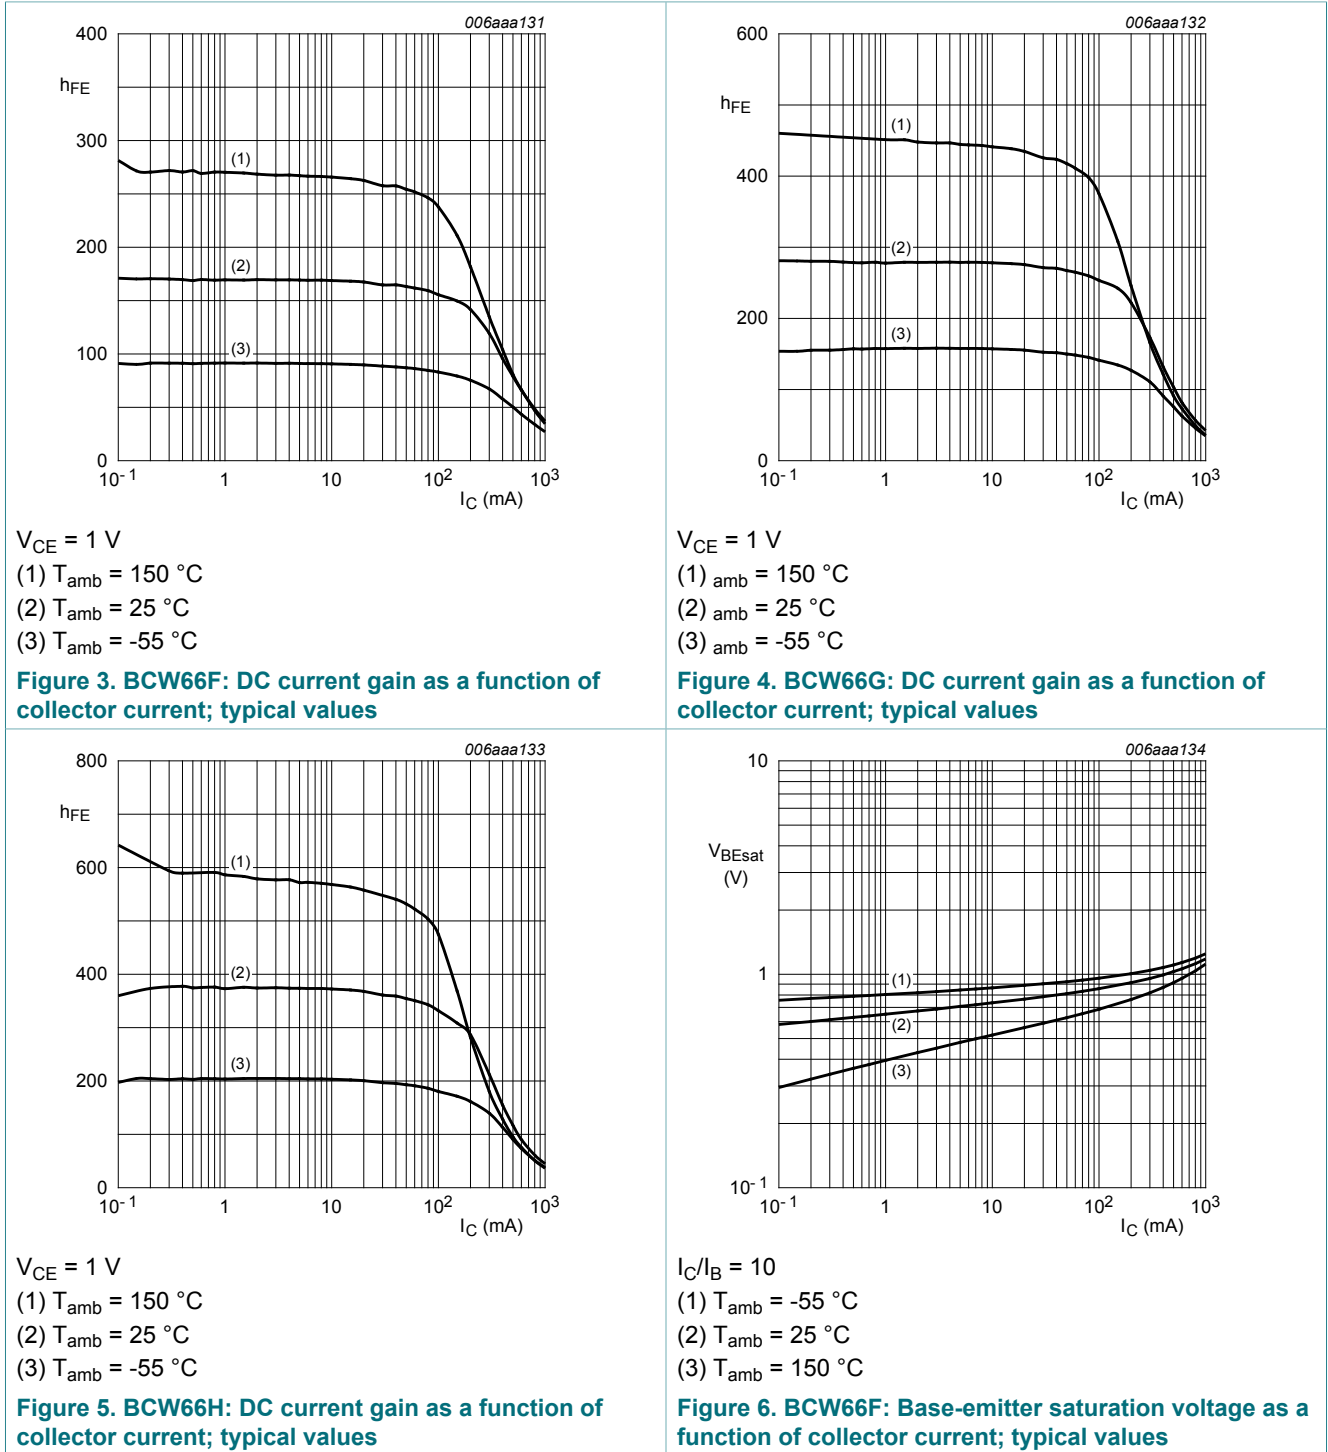 006aaa131
400
hFE
300
(1)
200
(2)
100
(3)
0
10-1
1
10
102
103
IC (mA)
VCE = 1 V
(1) Tamb = 150 °C
(2) Tamb = 25 °C
(3) Tamb = -55 °C
Figure 3. BCW66F: DC current gain as a function of
collector current; typical values
006aaa132
600
hFE
(1)
400
(2)
200
(3)
0
10-1
1
10
102
103
IC (mA)
VCE = 1 V
(1) amb = 150 °C
(2) amb = 25 °C
(3) amb = -55 °C
Figure 4. BCW66G: DC current gain as a function of
collector current; typical values
006aaa133
800
hFE
600
(1)
400
(2)
200
(3)
0
10-1
1
10
102
103
IC (mA)
VCE = 1 V
(1) Tamb = 150 °C
(2) Tamb = 25 °C
(3) Tamb = -55 °C
Figure 5. BCW66H: DC current gain as a function of
collector current; typical values
006aaa134
10
VBEsat
(V)
1
(1)
(2)
(3)
10-1
10-1
1
10
102
103
IC (mA)
IC/IB = 10
(1) Tamb = -55 °C
(2) Tamb = 25 °C
(3) Tamb = 150 °C
Figure 6. BCW66F: Base-emitter saturation voltage as a
function of collector current; typical values